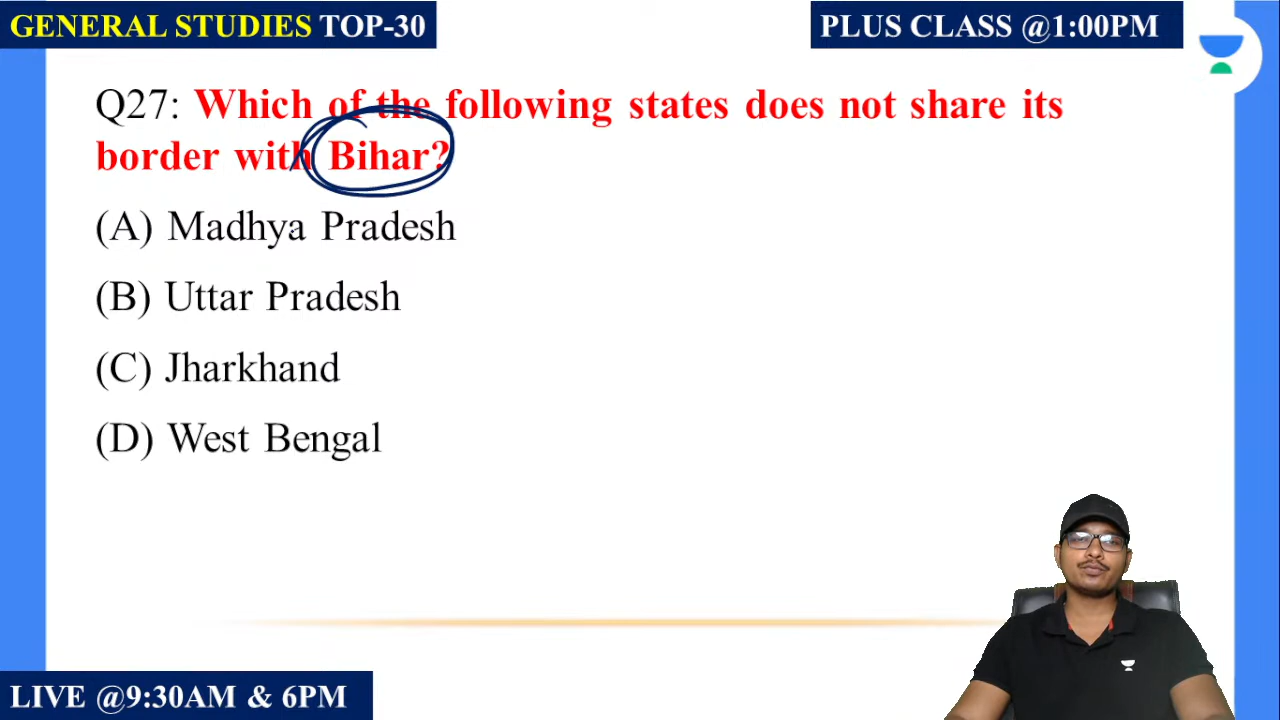 GENERAL STUDIES TOP-30
PLUS CLASS @1:00PM
Q27: Which of the following states does not share its
border with Bihar?
(A) Madhya Pradesh
(B) Uttar Pradesh
(C) Jharkhand
(D) West Bengal
LIVE @9:30AM & 6PM